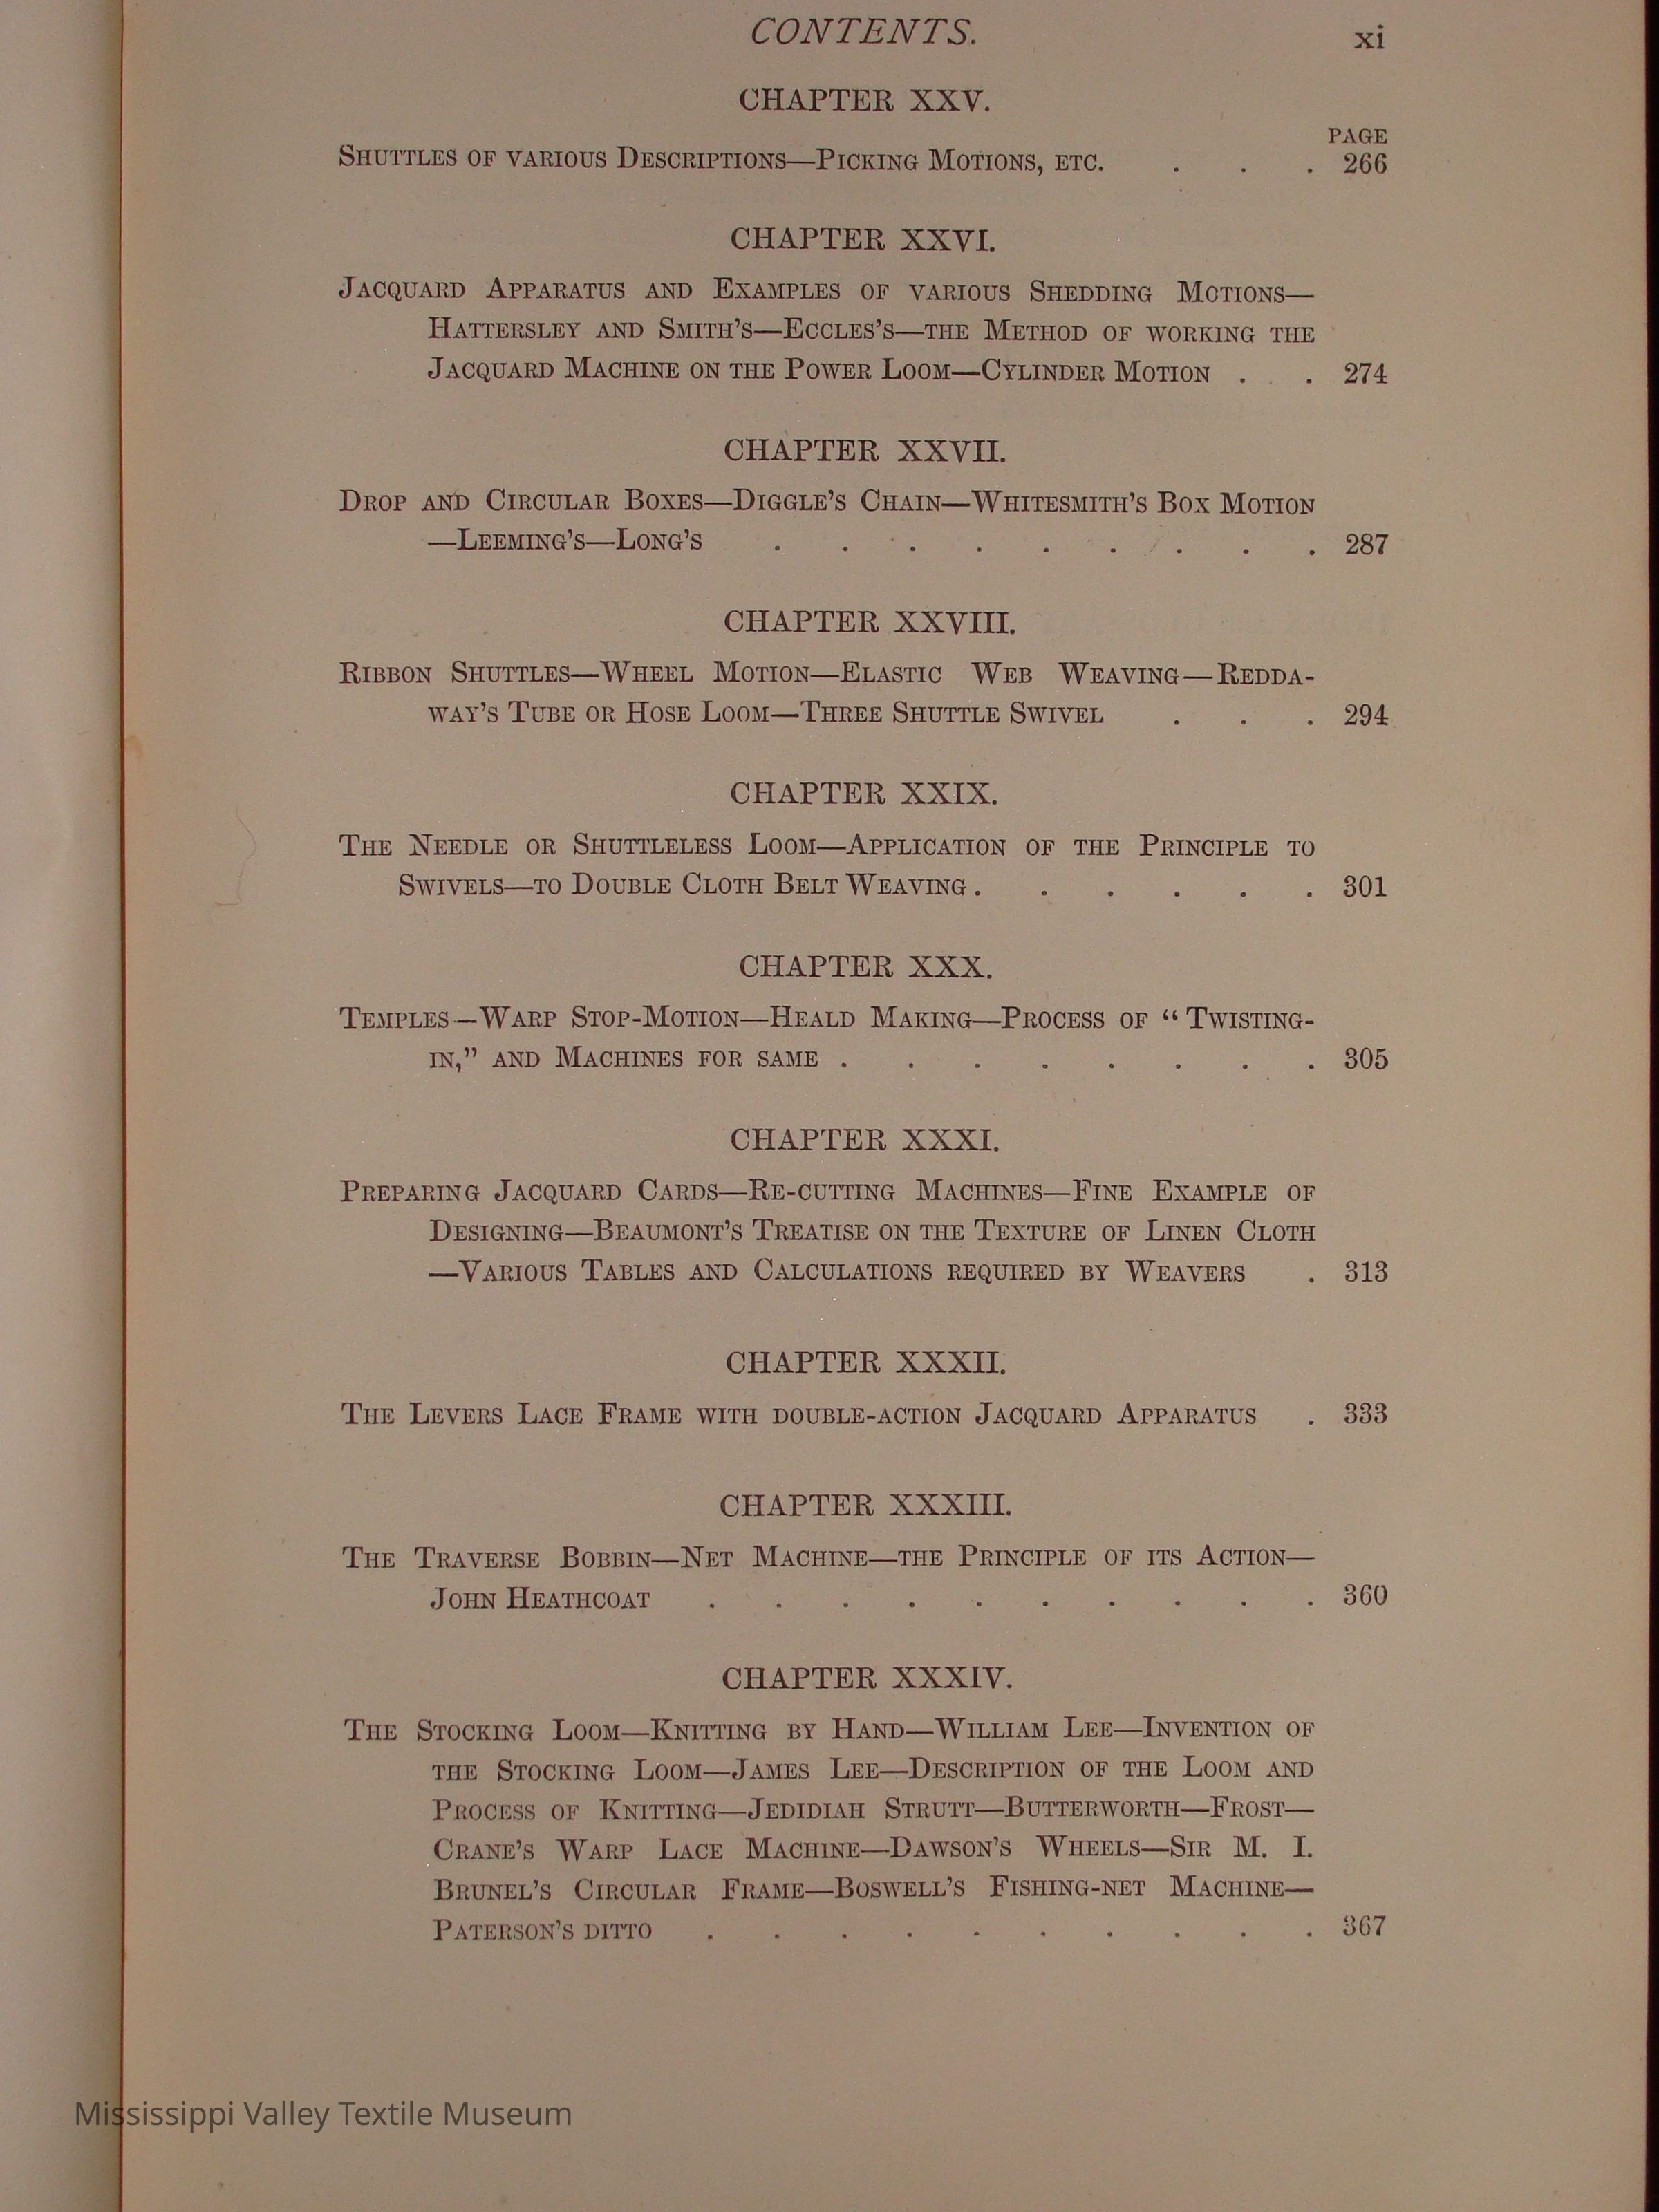 CONTENTS. xi
CHAPTER XXV.
PAGE
Shuttles of various Descriptions—Picking Motions, etc. . . . 266
CHAPTER XXVI.
Jacquard Apparatus and Examples of various Shedding Motions—
Hattersley and Smith's—Eccles's—the Method of working the
Jacquard Machine on the Power Loom—Cylinder Motion . . 274
CHAPTER XXVII.
Drop and Circular Boxes—Diggle's Chain—Whitesmith's Box Motion
—Leeming's—Long's . . . . . . . . . 287
CHAPTER XXVIII.
Ribbon Shuttles—Wheel Motion—Elastic Web Weaving—Redda-
way's Tube or Hose Loom—Three Shuttle Swivel . . . 294
CHAPTER XXIX.
The Needle or Shuttleless Loom—Application of the Principle to
Swivels—to Double Cloth Belt Weaving . . . . . . 301
CHAPTER XXX.
Temples—Warp Stop-Motion—Heald Making—Process of “Twisting-
in,” and Machines for same . . . . . . . . 305
CHAPTER XXXI.
Preparing Jacquard Cards—Re-cutting Machines—Fine Example of
Designing—Beaumont's Treatise on the Texture of Linen Cloth
—Various Tables and Calculations required by Weavers . 313
CHAPTER XXXII.
The Levers Lace Frame with double-action Jacquard Apparatus . 333
CHAPTER XXXIII.
The Traverse Bobbin—Net Machine—the Principle of its Action—
John Heathcoat . . . . . . . . . . 360
CHAPTER XXXIV.
The Stocking Loom—Knitting by Hand—William Lee—Invention of
the Stocking Loom—James Lee—Description of the Loom and
Process of Knitting—Jedidiah Strutt—Butterworth—Frost—
Crane's Warp Lace Machine—Dawson's Wheels—Sir M. I.
Brunel's Circular Frame—Boswell's Fishing-net Machine—
Paterson's ditto . . . . . . . . . . 367
Mississippi Valley Textile Museum